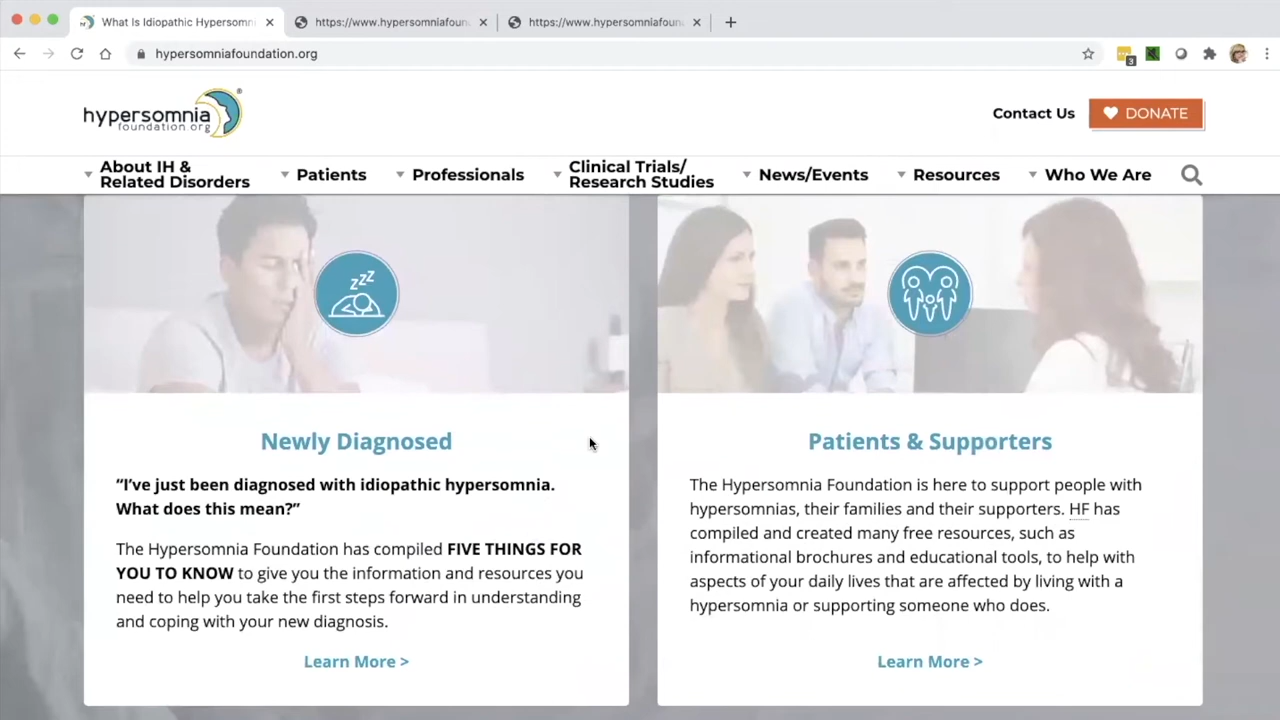 What Is Idiopathic Hypersomni
https://www.hypersomniafoun
https://www.hypersomniafoun
hypersomniafoundation.org
3
hypersomnia
foundation.org
®
Contact Us
DONATE
About IH &
Related Disorders
Patients
Professionals
Clinical Trials/
Research Studies
News/Events
Resources
Who We Are
zzz
Newly Diagnosed
“I’ve just been diagnosed with idiopathic hypersomnia.
What does this mean?”
The Hypersomnia Foundation has compiled FIVE THINGS FOR
YOU TO KNOW to give you the information and resources you
need to help you take the first steps forward in understanding
and coping with your new diagnosis.
Learn More >
Patients & Supporters
The Hypersomnia Foundation is here to support people with
hypersomnias, their families and their supporters. HF has
compiled and created many free resources, such as
informational brochures and educational tools, to help with
aspects of your daily lives that are affected by living with a
hypersomnia or supporting someone who does.
Learn More >